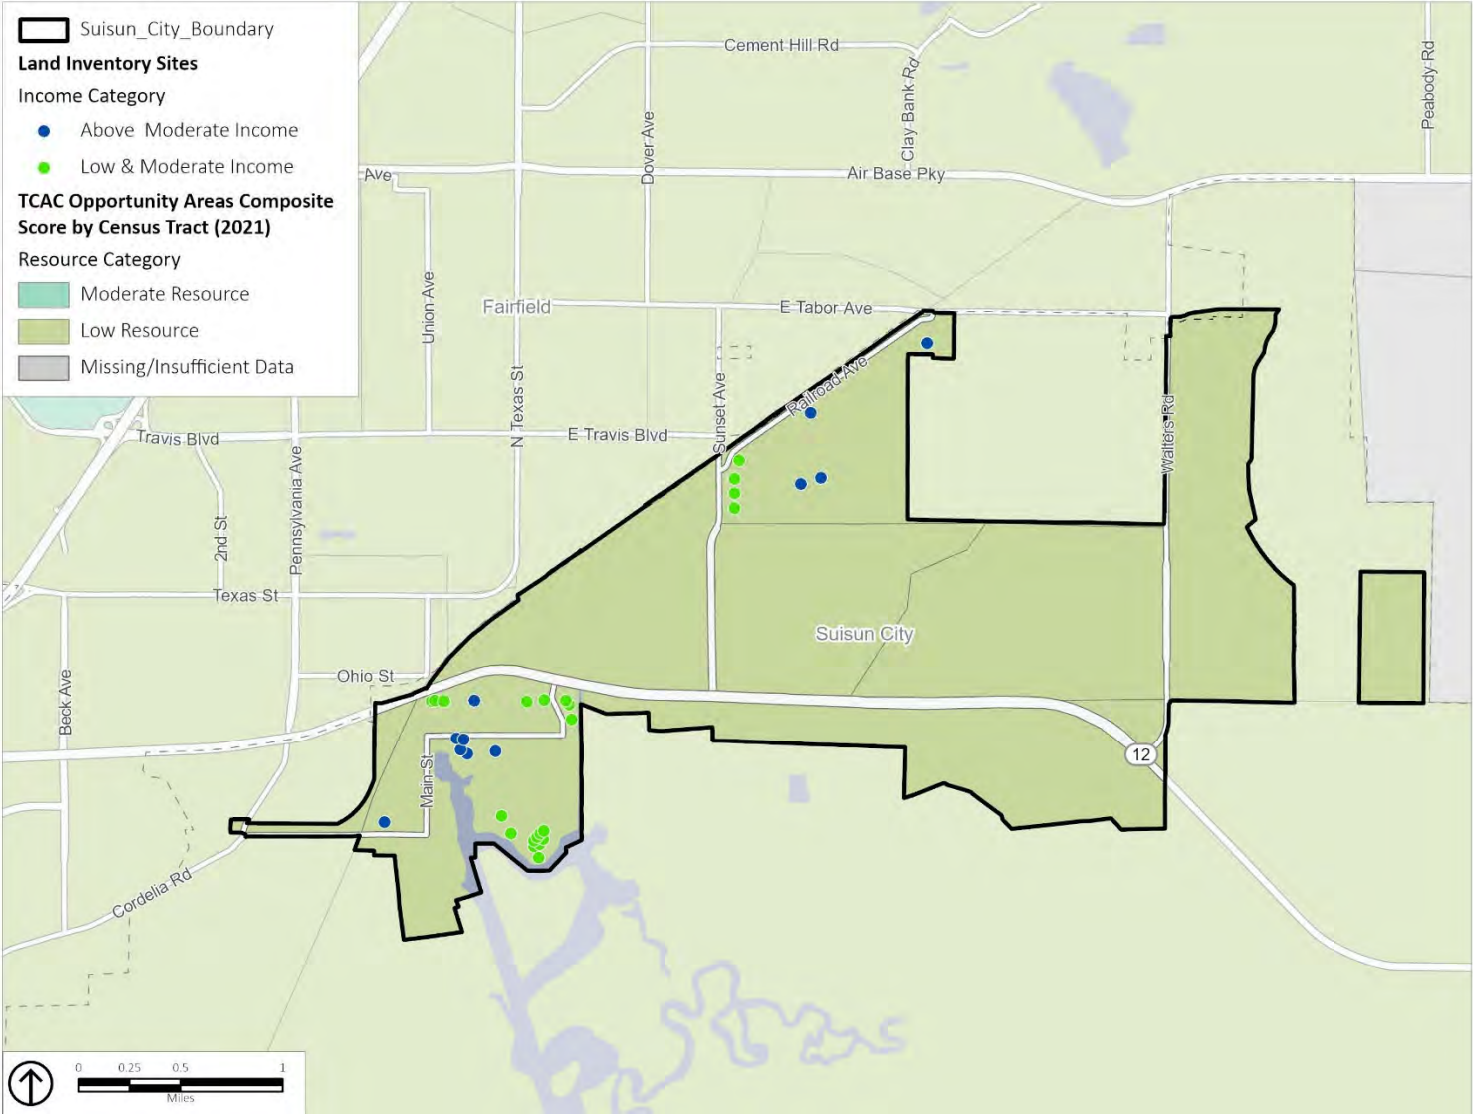 Suisun_City_Boundary
Land Inventory Sites
Income Category
Above Moderate Income
Low & Moderate Income
TCAC Opportunity Areas Composite
Score by Census Tract (2021)
Resource Category
Moderate Resource
Low Resource
Missing/Insufficient Data
Cement Hill Rd
Clay Bank Rd
Peabody Rd
Dover Ave
Ave
Air Base Pky
Union Ave
Fairfield
E Tabor Ave
Railroad Ave
N Texas St
Sunset Ave
Walters Rd
Travis Blvd
E Travis Blvd
Pennsylvania Ave
2nd St
Texas St
Suisun City
Ohio St
Beck Ave
Main St
12
Cordelia Rd
0 0.25 0.5 1
Miles